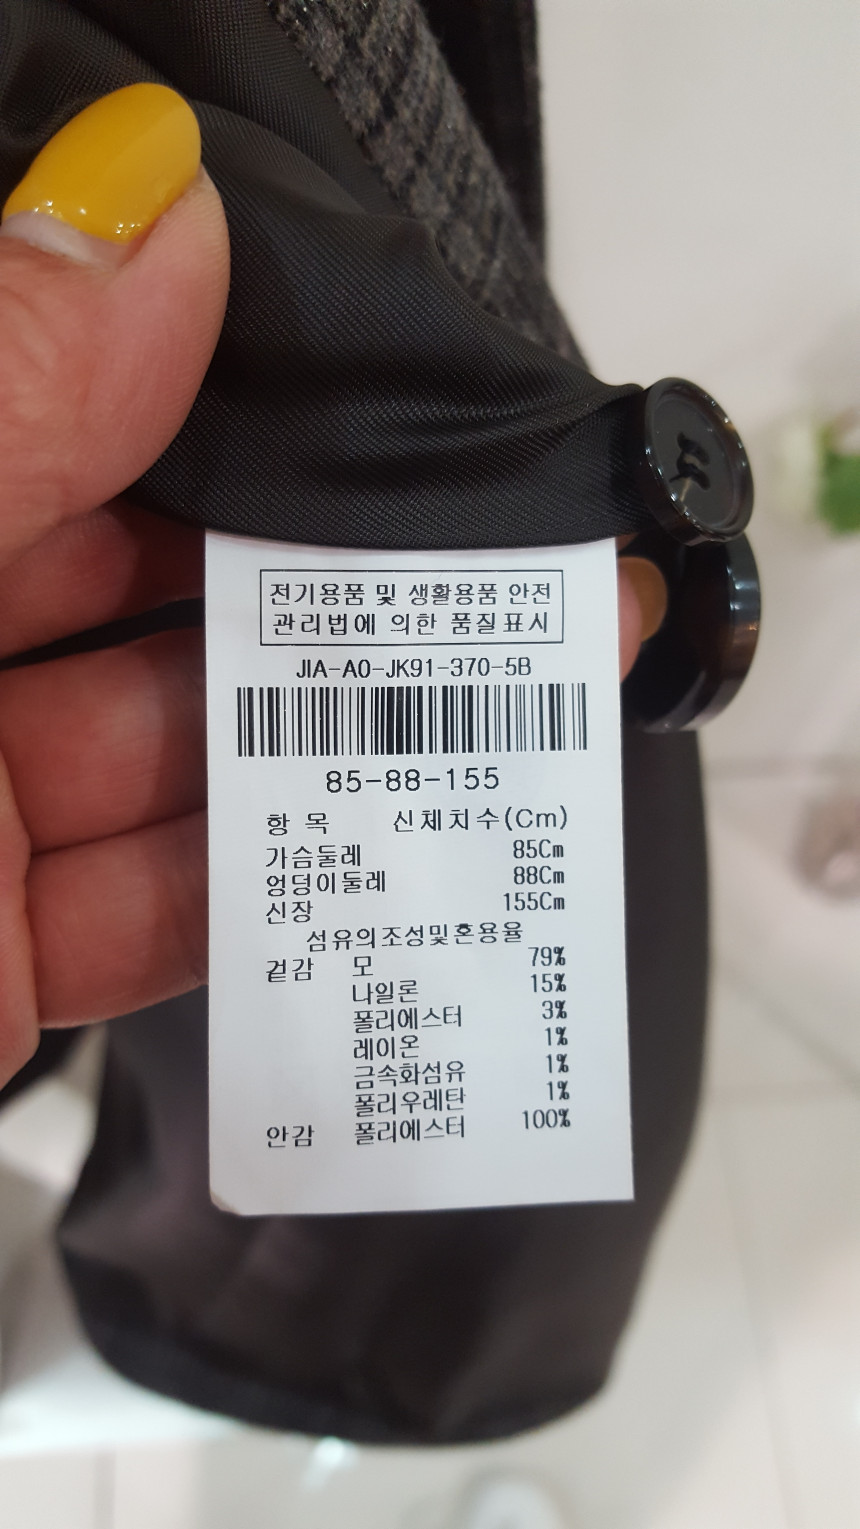 전기용품 및 생활용품 안전
관리법에 의한 품질표시
JIA-AO-JK91-370-5B
85-88-155
항 목 신체치수(Cm)
가슴둘레 85Cm
엉덩이둘레 88Cm
신장 155Cm
섬유의조성및혼용율
겉감 모 79%
나일론 15%
폴리에스터 3%
레이온 1%
금속화섬유 1%
폴리우레탄 1%
안감 폴리에스터 100%